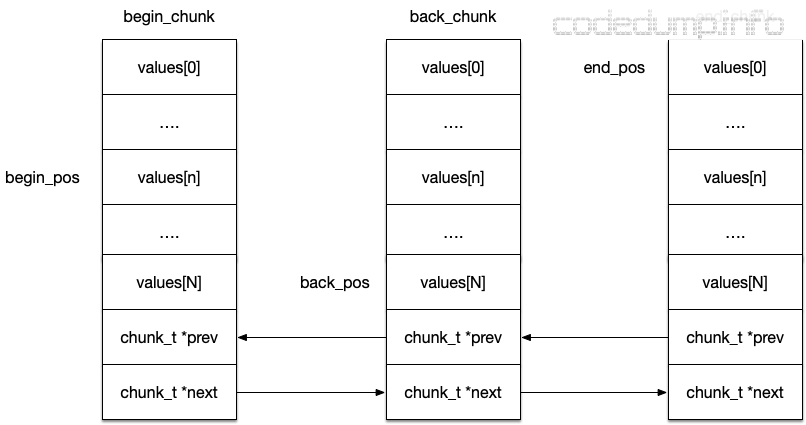 begin_chunk
back_chunk
end_chunk
codedump.info
values[0]
values[0]
end_pos
values[0]
....
....
....
begin_pos
values[n]
values[n]
values[n]
....
....
....
values[N]
back_pos
values[N]
values[N]
chunk_t *prev
chunk_t *prev
chunk_t *prev
chunk_t *next
chunk_t *next
chunk_t *next